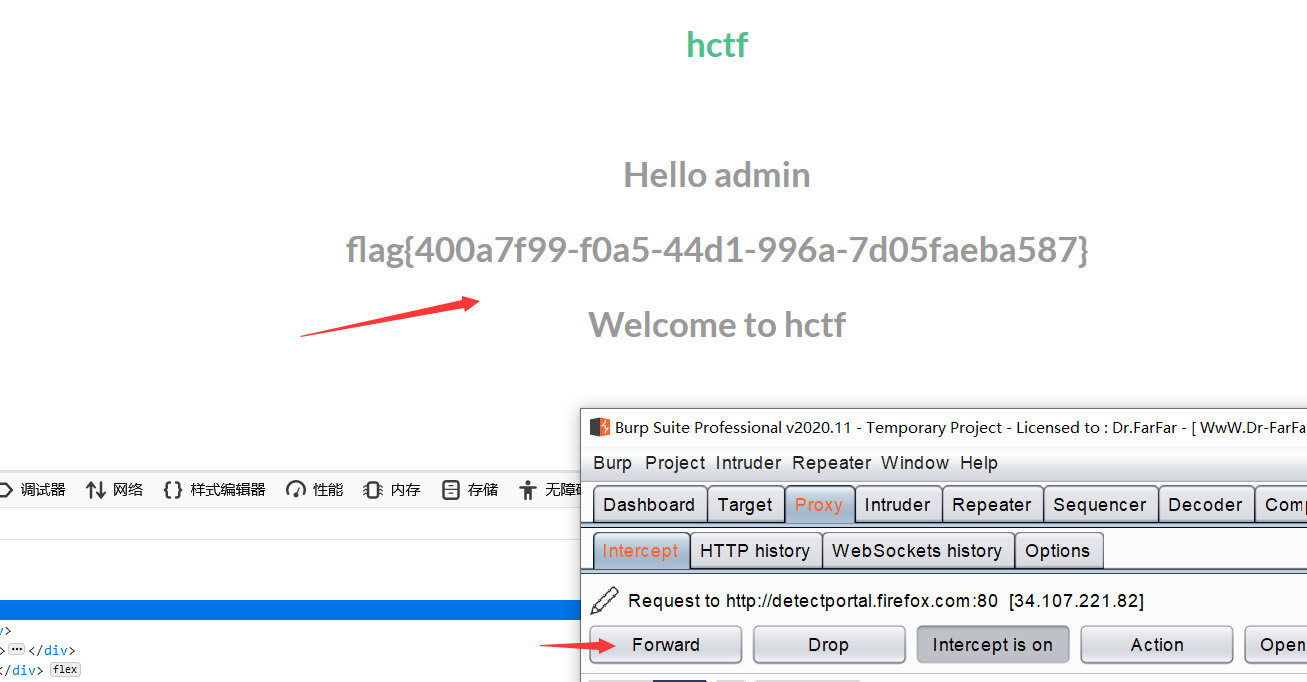 hctf
Hello admin
flag{400a7f99-f0a5-44d1-996a-7d05faeba587}
Welcome to hctf
调试器 网络 {} 样式编辑器 性能 内存 存储 无障
Burp Suite Professional v2020.11 - Temporary Project - Licensed to : Dr.FarFar - [ WwW.Dr-FarFa
Burp Project Intruder Repeater Window Help
Dashboard Target Proxy Intruder Repeater Sequencer Decoder Com
Intercept HTTP history WebSockets history Options
Request to http://detectportal.firefox.com:80 [34.107.221.82]
Forward Drop Intercept is on Action Open
v>
>⋯</div>
</div> flex